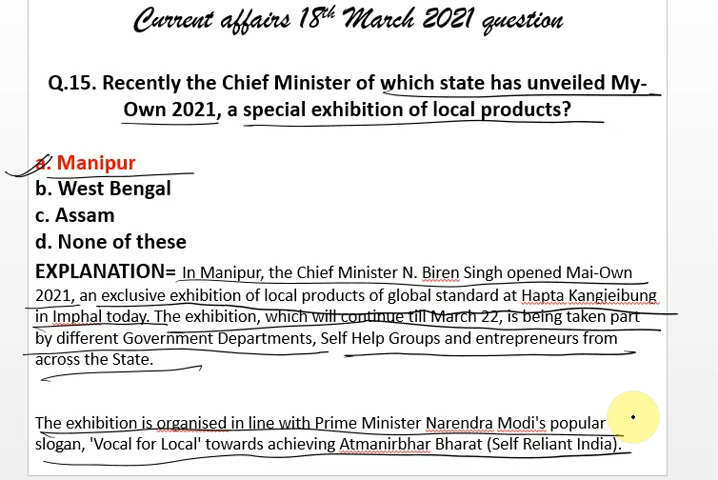 Current affairs 18th March 2021 question
Q.15. Recently the Chief Minister of which state has unveiled My-
Own 2021, a special exhibition of local products?
a. Manipur
b. West Bengal
c. Assam
d. None of these
EXPLANATION= In Manipur, the Chief Minister N. Biren Singh opened Mai-Own
2021, an exclusive exhibition of local products of global standard at Hapta Kangjeibung
in Imphal today. The exhibition, which will continue till March 22, is being taken part
by different Government Departments, Self Help Groups and entrepreneurs from
across the State.
The exhibition is organised in line with Prime Minister Narendra Modi's popular
slogan, 'Vocal for Local' towards achieving Atmanirbhar Bharat (Self Reliant India).